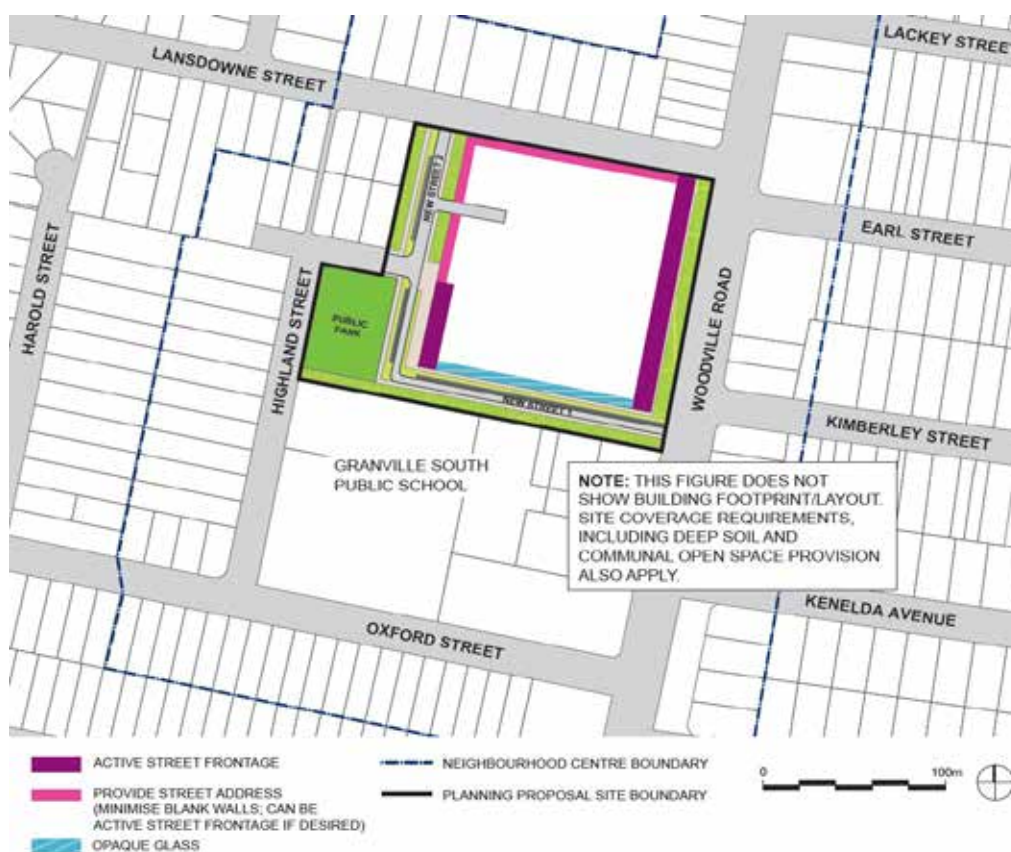 LANSDOWNE STREET
LACKEY STREET
NEW STREET
EARL STREET
HAROLD STREET
HIGHLAND STREET
PUBLIC
PARK
WOODVILLE ROAD
NEW STREET 1
KIMBERLEY STREET
GRANVILLE SOUTH
PUBLIC SCHOOL
NOTE: THIS FIGURE DOES NOT
SHOW BUILDING FOOTPRINT/LAYOUT.
SITE COVERAGE REQUIREMENTS,
INCLUDING DEEP SOIL AND
COMMUNAL OPEN SPACE PROVISION
ALSO APPLY.
KENELDA AVENUE
OXFORD STREET
ACTIVE STREET FRONTAGE
PROVIDE STREET ADDRESS
(MINIMISE BLANK WALLS; CAN BE
ACTIVE STREET FRONTAGE IF DESIRED)
OPAQUE GLASS
NEIGHBOURHOOD CENTRE BOUNDARY
PLANNING PROPOSAL SITE BOUNDARY
0 100m